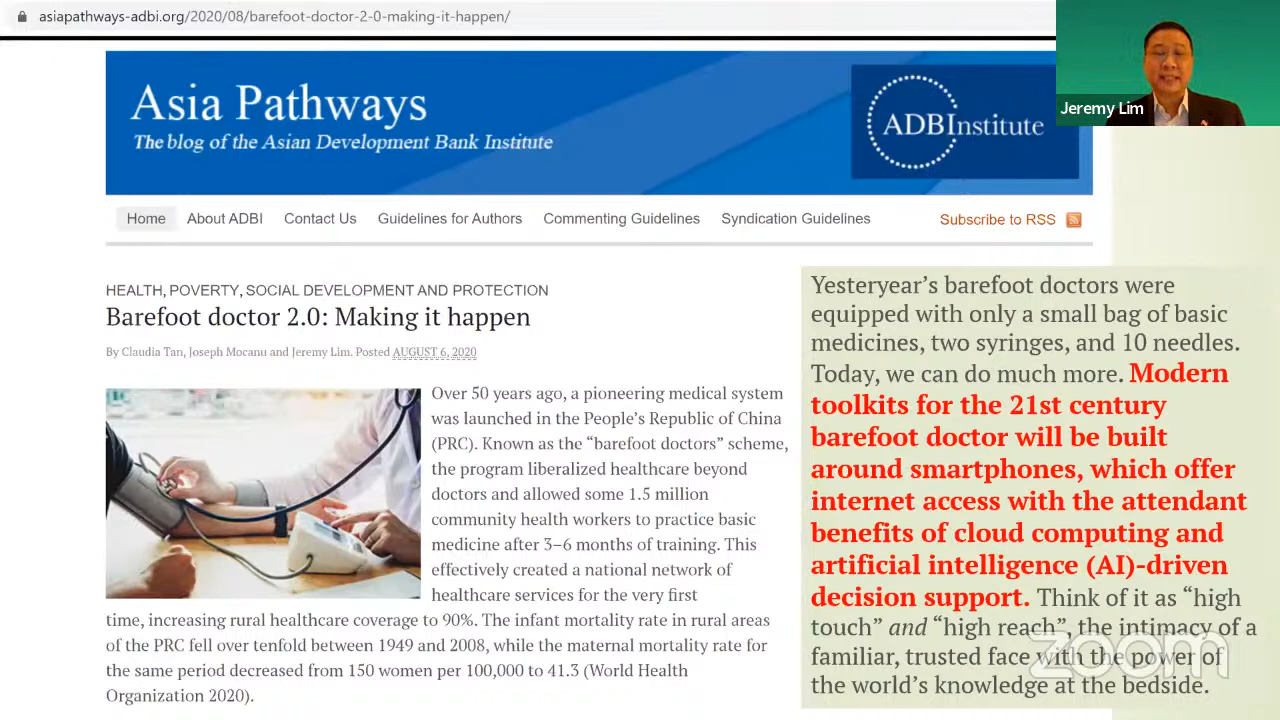 asiapathways-adbi.org/2020/08/barefoot-doctor-2-0-making-it-happen/
Jeremy Lim
Asia Pathways
The blog of the Asian Development Bank Institute
ADBInstitute
Home About ADBI Contact Us Guidelines for Authors Commenting Guidelines Syndication Guidelines Subscribe to RSS
HEALTH, POVERTY, SOCIAL DEVELOPMENT AND PROTECTION
Barefoot doctor 2.0: Making it happen
By Claudia Tan, Joseph Mocanu and Jeremy Lim. Posted AUGUST 6, 2020
Over 50 years ago, a pioneering medical system
was launched in the People's Republic of China
(PRC). Known as the “barefoot doctors” scheme,
the program liberalized healthcare beyond
doctors and allowed some 1.5 million
community health workers to practice basic
medicine after 3–6 months of training. This
effectively created a national network of
healthcare services for the very first
time, increasing rural healthcare coverage to 90%. The infant mortality rate in rural areas
of the PRC fell over tenfold between 1949 and 2008, while the maternal mortality rate for
the same period decreased from 150 women per 100,000 to 41.3 (World Health
Organization 2020).
Yesteryear’s barefoot doctors were
equipped with only a small bag of basic
medicines, two syringes, and 10 needles.
Today, we can do much more. Modern
toolkits for the 21st century
barefoot doctor will be built
around smartphones, which offer
internet access with the attendant
benefits of cloud computing and
artificial intelligence (AI)-driven
decision support. Think of it as “high
touch” and “high reach”, the intimacy of a
familiar, trusted face with the power of
the world’s knowledge at the bedside.
zoom